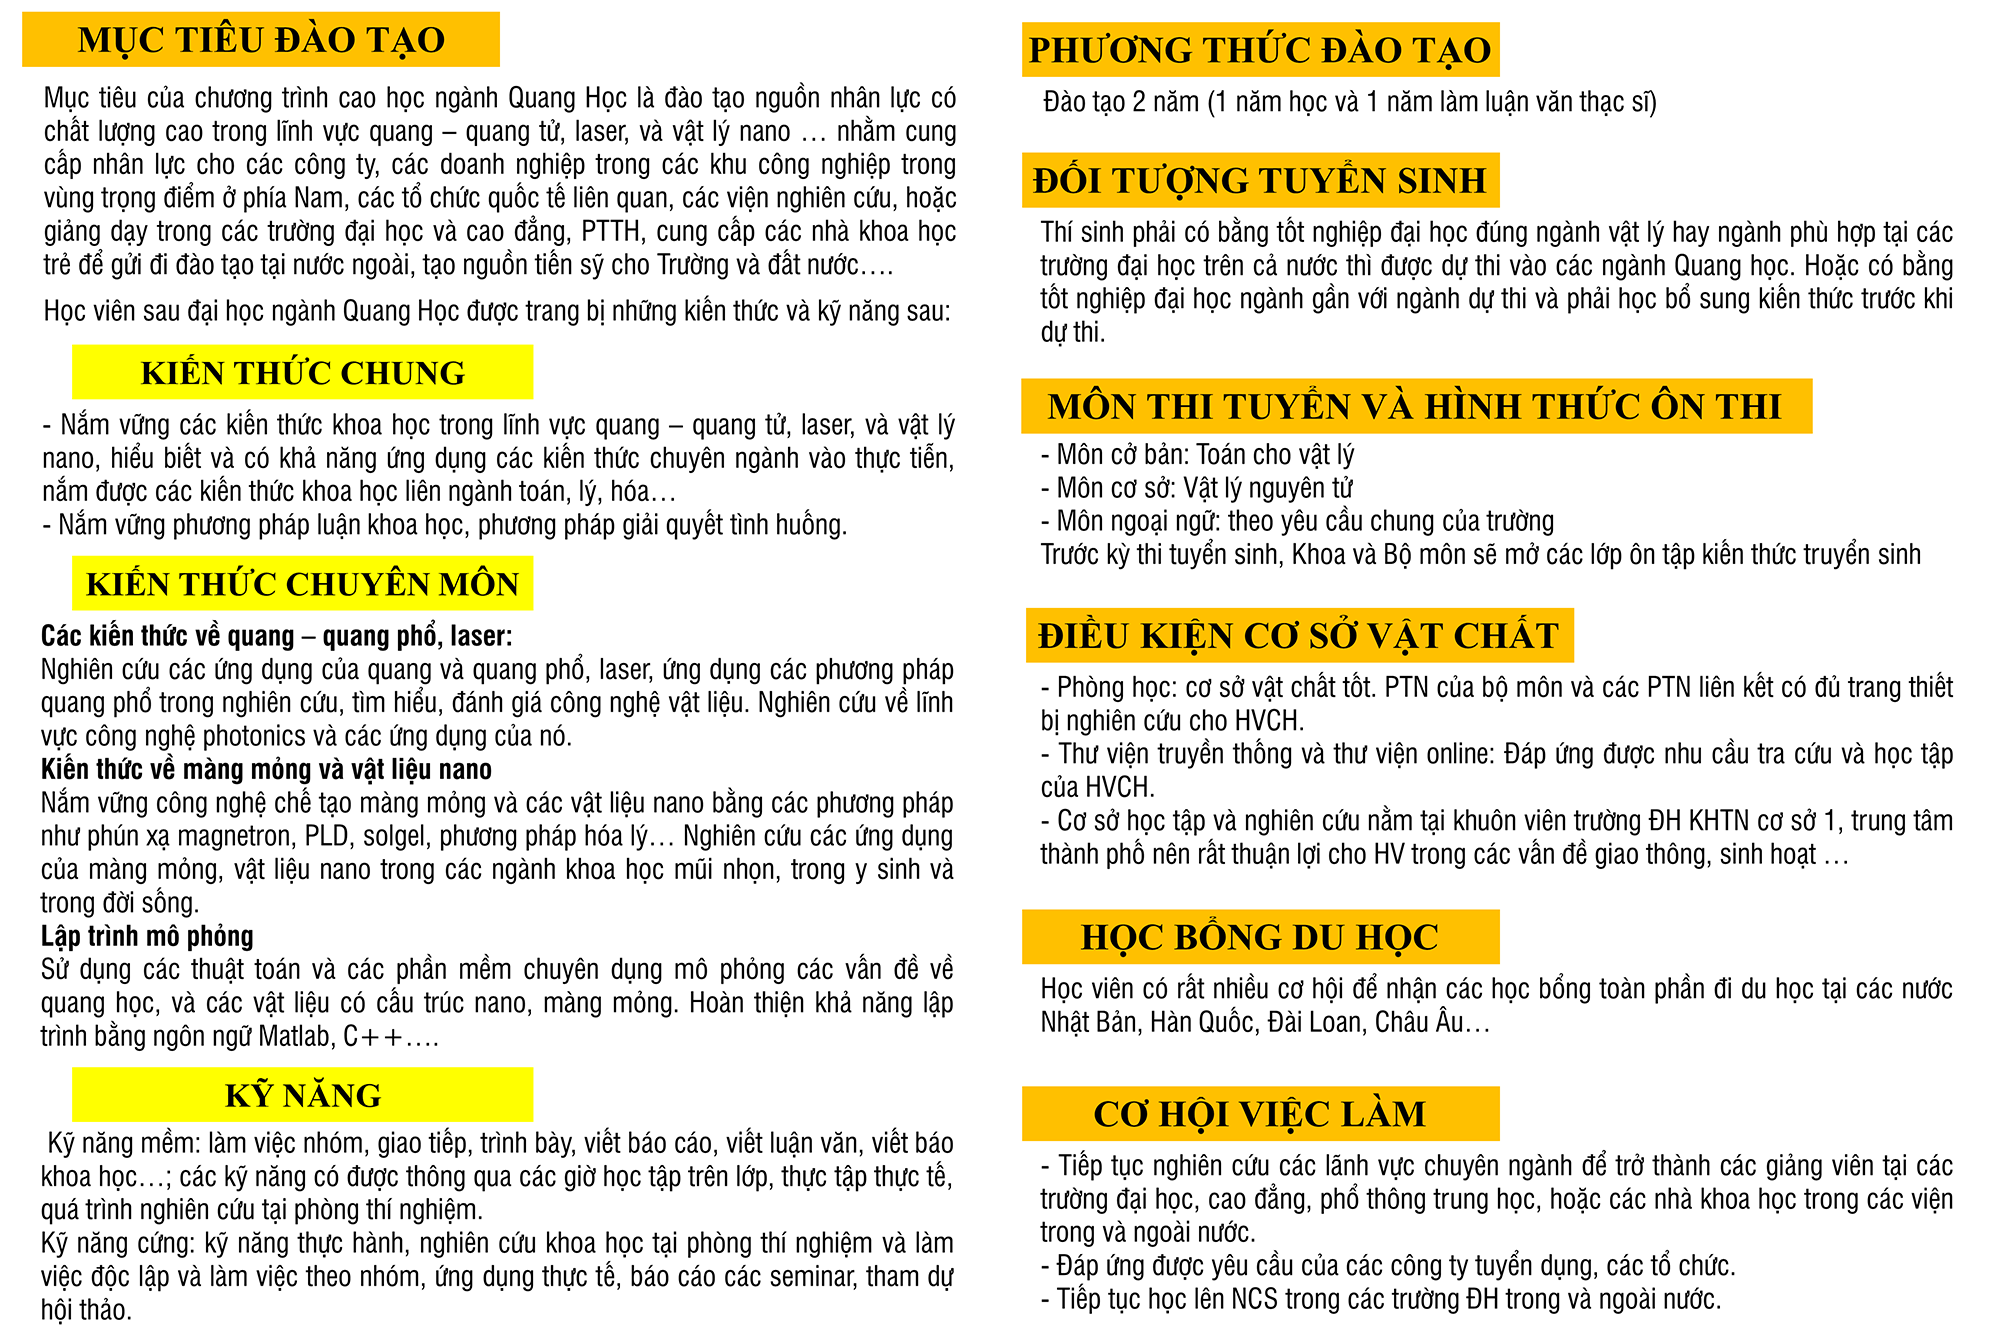 MỤC TIÊU ĐÀO TẠO
Mục tiêu của chương trình cao học ngành Quang Học là đào tạo nguồn nhân lực có
chất lượng cao trong lĩnh vực quang – quang tử, laser, và vật lý nano … nhằm cung
cấp nhân lực cho các công ty, các doanh nghiệp trong các khu công nghiệp trong
vùng trọng điểm ở phía Nam, các tổ chức quốc tế liên quan, các viện nghiên cứu, hoặc
giảng dạy trong các trường đại học và cao đẳng, PTTH, cung cấp các nhà khoa học
trẻ để gửi đi đào tạo tại nước ngoài, tạo nguồn tiến sỹ cho Trường và đất nước….
Học viên sau đại học ngành Quang Học được trang bị những kiến thức và kỹ năng sau:
KIẾN THỨC CHUNG
- Nắm vững các kiến thức khoa học trong lĩnh vực quang – quang tử, laser, và vật lý
nano, hiểu biết và có khả năng ứng dụng các kiến thức chuyên ngành vào thực tiễn,
nắm được các kiến thức khoa học liên ngành toán, lý, hóa…
- Nắm vững phương pháp luận khoa học, phương pháp giải quyết tình huống.
KIẾN THỨC CHUYÊN MÔN
Các kiến thức về quang – quang phổ, laser:
Nghiên cứu các ứng dụng của quang và quang phổ, laser, ứng dụng các phương pháp
quang phổ trong nghiên cứu, tìm hiểu, đánh giá công nghệ vật liệu. Nghiên cứu về lĩnh
vực công nghệ photonics và các ứng dụng của nó.
Kiến thức về màng mỏng và vật liệu nano
Nắm vững công nghệ chế tạo màng mỏng và các vật liệu nano bằng các phương pháp
như phún xạ magnetron, PLD, solgel, phương pháp hóa lý… Nghiên cứu các ứng dụng
của màng mỏng, vật liệu nano trong các ngành khoa học mũi nhọn, trong y sinh và
trong đời sống.
Lập trình mô phỏng
Sử dụng các thuật toán và các phần mềm chuyên dụng mô phỏng các vấn đề về
quang học, và các vật liệu có cấu trúc nano, màng mỏng. Hoàn thiện khả năng lập
trình bằng ngôn ngữ Matlab, C++….
KỸ NĂNG
Kỹ năng mềm: làm việc nhóm, giao tiếp, trình bày, viết báo cáo, viết luận văn, viết báo
khoa học…; các kỹ năng có được thông qua các giờ học tập trên lớp, thực tập thực tế,
quá trình nghiên cứu tại phòng thí nghiệm.
Kỹ năng cứng: kỹ năng thực hành, nghiên cứu khoa học tại phòng thí nghiệm và làm
việc độc lập và làm việc theo nhóm, ứng dụng thực tế, báo cáo các seminar, tham dự
hội thảo.
PHƯƠNG THỨC ĐÀO TẠO
Đào tạo 2 năm (1 năm học và 1 năm làm luận văn thạc sĩ)
ĐỐI TƯỢNG TUYỂN SINH
Thí sinh phải có bằng tốt nghiệp đại học đúng ngành vật lý hay ngành phù hợp tại các
trường đại học trên cả nước thì được dự thi vào các ngành Quang học. Hoặc có bằng
tốt nghiệp đại học ngành gần với ngành dự thi và phải học bổ sung kiến thức trước khi
dự thi.
MÔN THI TUYỂN VÀ HÌNH THỨC ÔN THI
- Môn cở bản: Toán cho vật lý
- Môn cơ sở: Vật lý nguyên tử
- Môn ngoại ngữ: theo yêu cầu chung của trường
Trước kỳ thi tuyển sinh, Khoa và Bộ môn sẽ mở các lớp ôn tập kiến thức truyển sinh
ĐIỀU KIỆN CƠ SỞ VẬT CHẤT
- Phòng học: cơ sở vật chất tốt. PTN của bộ môn và các PTN liên kết có đủ trang thiết
bị nghiên cứu cho HVCH.
- Thư viện truyền thống và thư viện online: Đáp ứng được nhu cầu tra cứu và học tập
của HVCH.
- Cơ sở học tập và nghiên cứu nằm tại khuôn viên trường ĐH KHTN cơ sở 1, trung tâm
thành phố nên rất thuận lợi cho HV trong các vấn đề giao thông, sinh hoạt …
HỌC BỔNG DU HỌC
Học viên có rất nhiều cơ hội để nhận các học bổng toàn phần đi du học tại các nước
Nhật Bản, Hàn Quốc, Đài Loan, Châu Âu…
CƠ HỘI VIỆC LÀM
- Tiếp tục nghiên cứu các lãnh vực chuyên ngành để trở thành các giảng viên tại các
trường đại học, cao đẳng, phổ thông trung học, hoặc các nhà khoa học trong các viện
trong và ngoài nước.
- Đáp ứng được yêu cầu của các công ty tuyển dụng, các tổ chức.
- Tiếp tục học lên NCS trong các trường ĐH trong và ngoài nước.